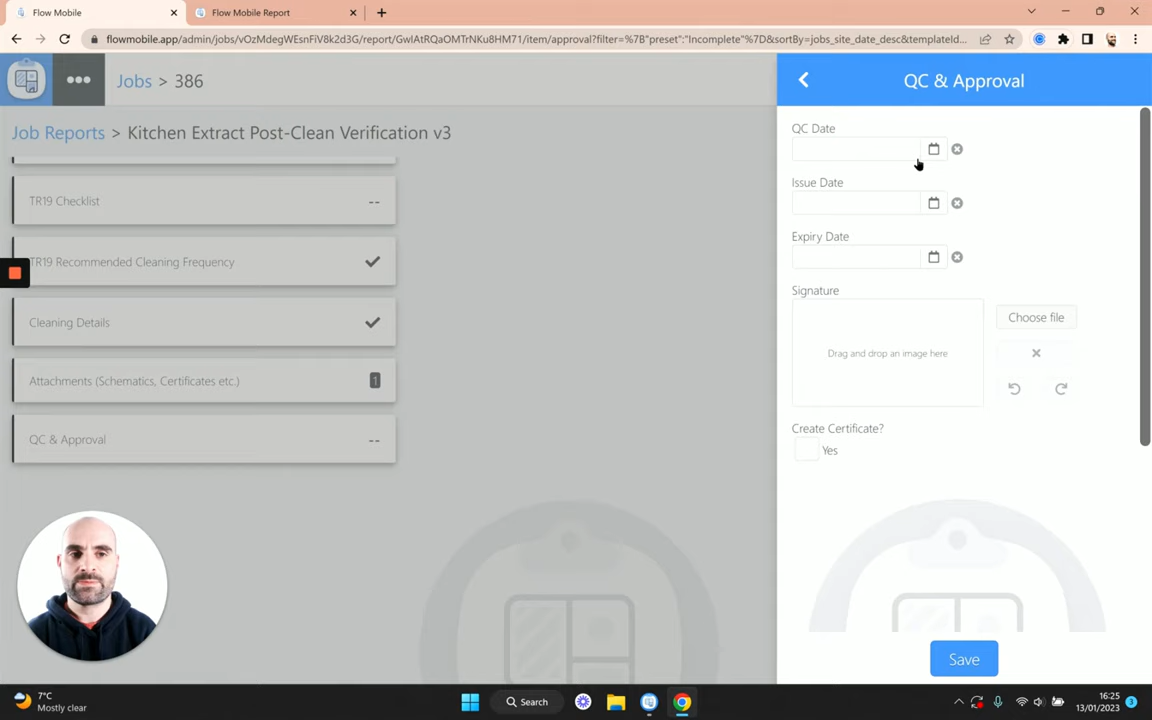 Flow Mobile
Flow Mobile Report
flowmobile.app/admin/jobs/vOzMdegWEsnFiV8k2d3G/report/GwlAtRQaOMTrNKu8HM71/item/approval?filter=%7B"preset":"Incomplete"%7D&sortBy=jobs_site_date_desc&templateId...
Jobs > 386
QC & Approval
Job Reports > Kitchen Extract Post-Clean Verification v3
QC Date
TR19 Checklist --
Issue Date
Expiry Date
TR19 Recommended Cleaning Frequency
Signature
Choose file
Cleaning Details
Drag and drop an image here
Attachments (Schematics, Certificates etc.) 1
Create Certificate?
QC & Approval --
Yes
Save
7°C
Mostly clear
Search
16:25
13/01/2023
3